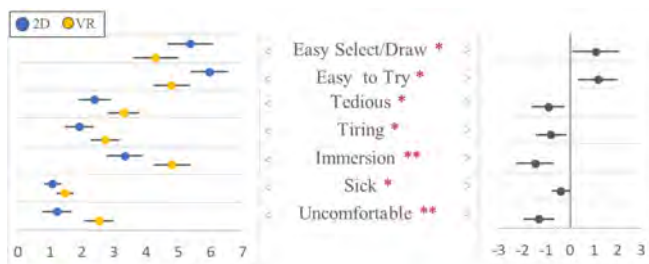 2D VR
Easy Select/Draw *
Easy to Try *
Tedious *
Tiring *
Immersion **
Sick *
Uncomfortable **
0 1 2 3 4 5 6 7
-3 -2 -1 0 1 2 3